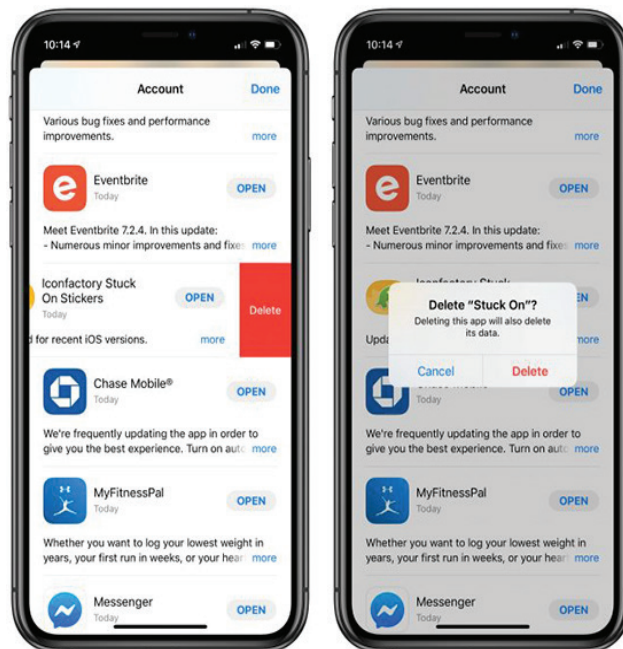 10:14
Account
Done
Various bug fixes and performance
improvements.
more
Eventbrite
Today
OPEN
Meet Eventbrite 7.2.4. In this update:
- Numerous minor improvements and fixes
more
Iconfactory Stuck
On Stickers
Today
OPEN
Delete
d for recent iOS versions.
more
Chase Mobile®
Today
OPEN
We're frequently updating the app in order to
give you the best experience. Turn on auto
more
MyFitnessPal
Today
OPEN
Whether you want to log your lowest weight in
years, your first run in weeks, or your hear
more
Messenger
Today
OPEN
10:14
Account
Done
Various bug fixes and performance
improvements.
more
Eventbrite
Today
OPEN
Meet Eventbrite 7.2.4. In this update:
- Numerous minor improvements and fixes
more
Iconfactory Stuck
EN
Delete "Stuck On"?
Deleting this app will also delete
its data.
Upda
Cancel
Delete
Chase Mobile®
Today
OPEN
We're frequently updating the app in order to
give you the best experience. Turn on auto
more
MyFitnessPal
Today
OPEN
Whether you want to log your lowest weight in
years, your first run in weeks, or your hear
more
Messenger
Today
OPEN